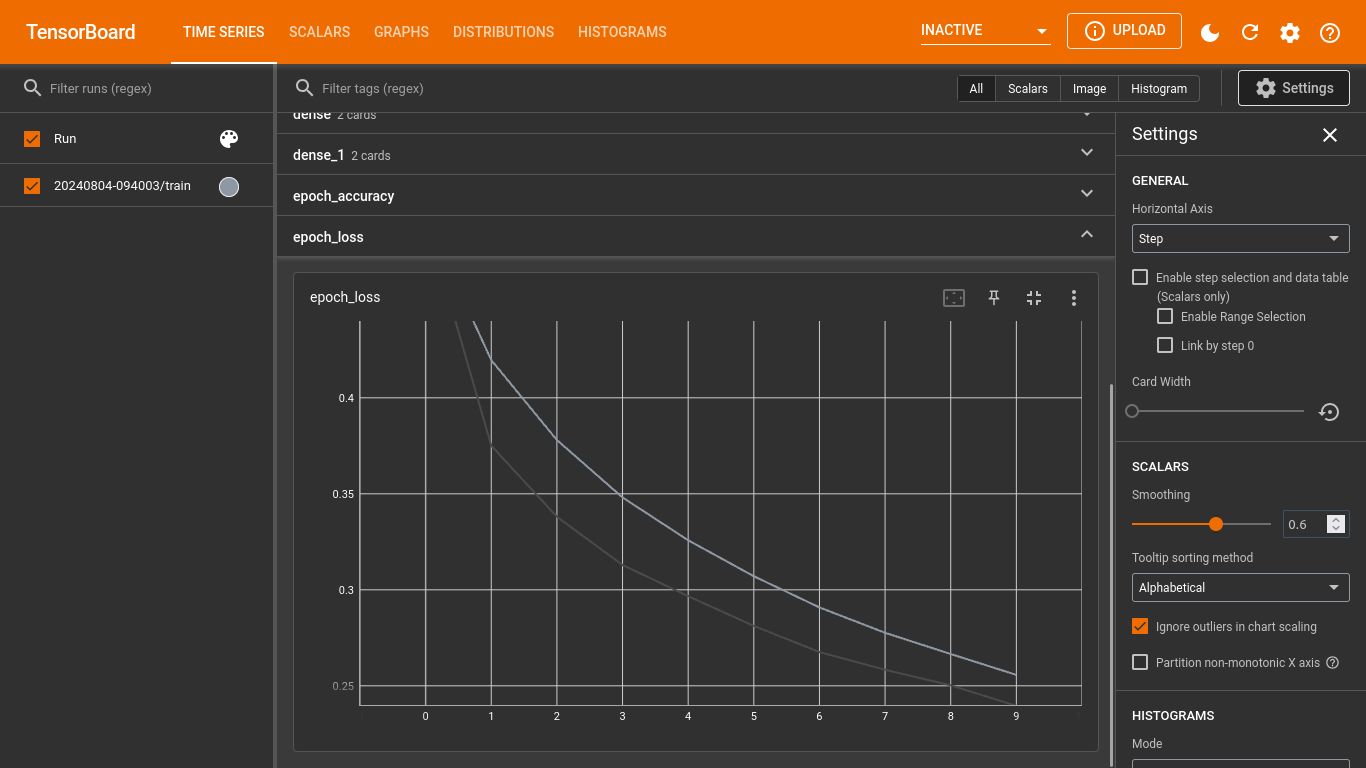 TensorBoard TIME SERIES SCALARS GRAPHS DISTRIBUTIONS HISTOGRAMS INACTIVE UPLOAD
Filter runs (regex)
Run
20240804-094003/train
Filter tags (regex) All Scalars Image Histogram Settings
dense 2 cards
dense_1 2 cards
epoch_accuracy
epoch_loss
epoch_loss
0.4
0.35
0.3
0.25
0 1 2 3 4 5 6 7 8 9
Settings
GENERAL
Horizontal Axis
Step
Enable step selection and data table
(Scalars only)
Enable Range Selection
Link by step 0
Card Width
SCALARS
Smoothing
0.6
Tooltip sorting method
Alphabetical
Ignore outliers in chart scaling
Partition non-monotonic X axis
HISTOGRAMS
Mode